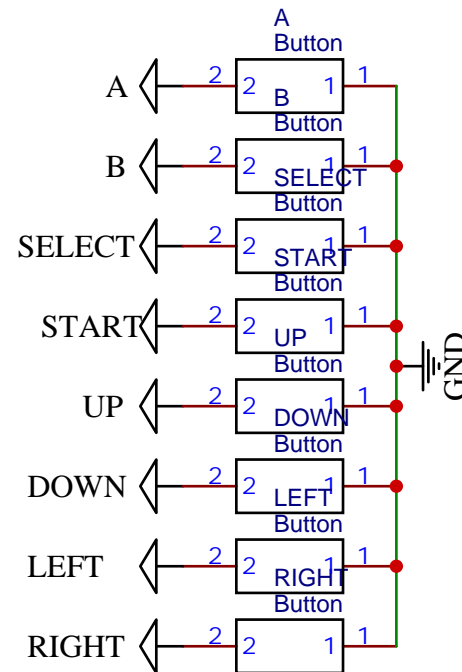 A
Button
A 2 2 1 1
B
Button
B 2 2 1 1
SELECT
Button
SELECT 2 2 1 1
START
Button
START 2 2 1 1
UP
Button
GND
UP 2 2 1 1
DOWN
Button
DOWN 2 2 1 1
LEFT
Button
LEFT 2 2 1 1
RIGHT
Button
RIGHT 2 2 1 1